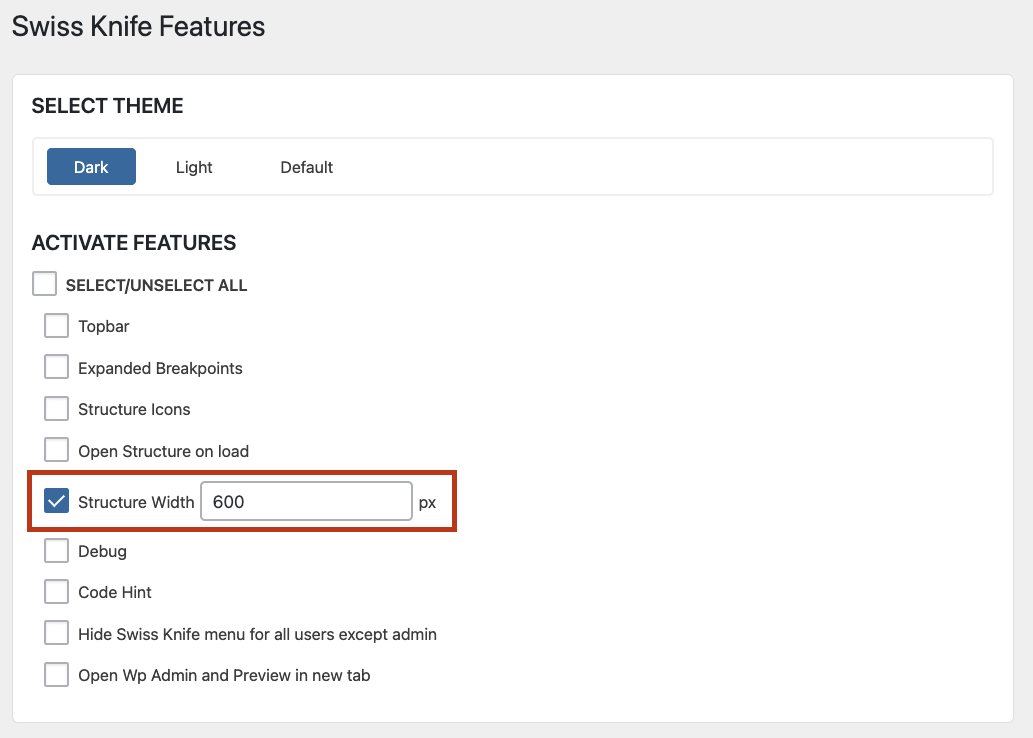 Swiss Knife Features
SELECT THEME
Dark Light Default
ACTIVATE FEATURES
SELECT/UNSELECT ALL
Topbar
Expanded Breakpoints
Structure Icons
Open Structure on load
Structure Width 600 px
Debug
Code Hint
Hide Swiss Knife menu for all users except admin
Open Wp Admin and Preview in new tab